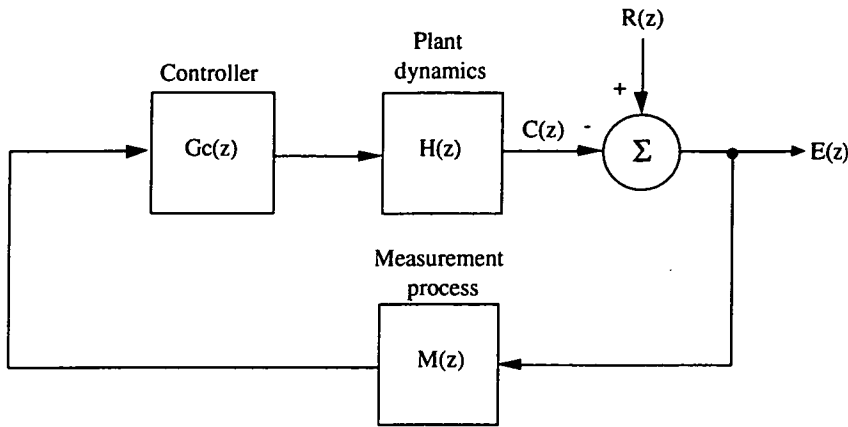 R(z)
Plant
dynamics
Controller
+
Gc(z)
H(z)
C(z)
-
Σ
E(z)
Measurement
process
M(z)